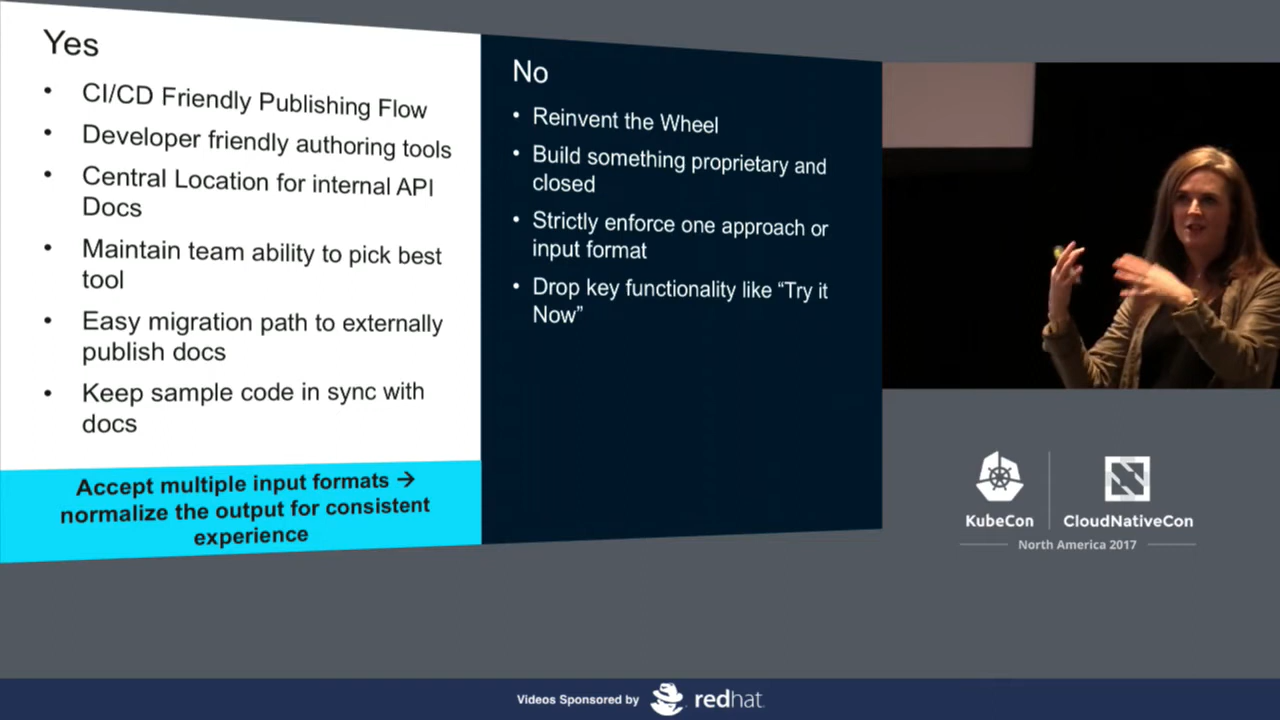 Yes
• CI/CD Friendly Publishing Flow
• Developer friendly authoring tools
• Central Location for internal API
Docs
• Maintain team ability to pick best
tool
• Easy migration path to externally
publish docs
• Keep sample code in sync with
docs
Accept multiple input formats →
normalize the output for consistent
experience
No
• Reinvent the Wheel
• Build something proprietary and
closed
• Strictly enforce one approach or
input format
• Drop key functionality like “Try it
Now”
KubeCon
CloudNativeCon
North America 2017
Videos Sponsored by
redhat.